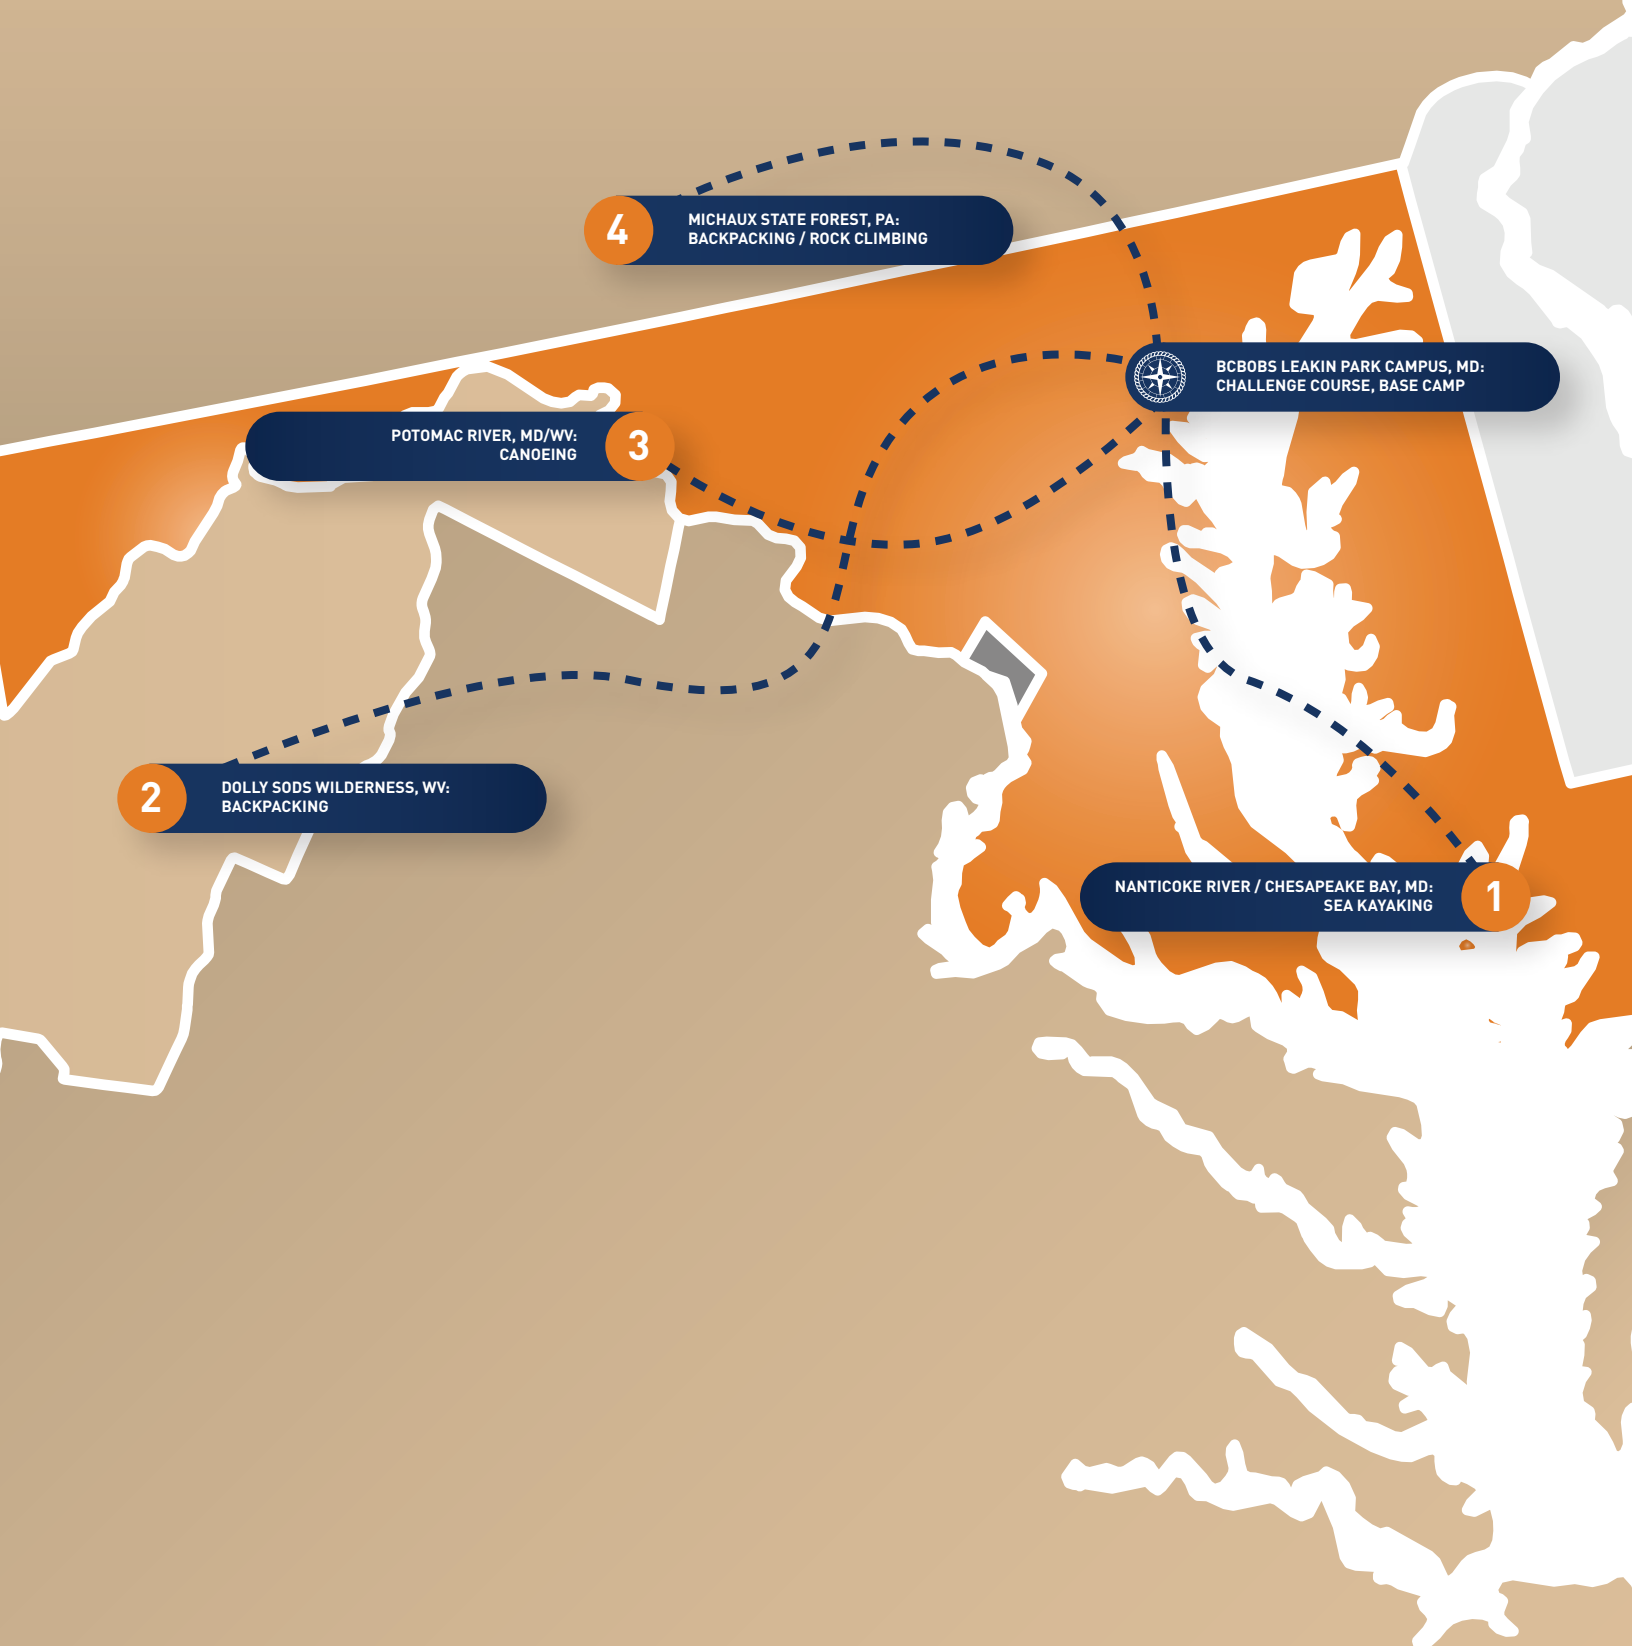 4
MICHAUX STATE FOREST, PA:
BACKPACKING / ROCK CLIMBING
BCBOBS LEAKIN PARK CAMPUS, MD:
CHALLENGE COURSE, BASE CAMP
POTOMAC RIVER, MD/WV:
CANOEING
3
2
DOLLY SODS WILDERNESS, WV:
BACKPACKING
NANTICOKE RIVER / CHESAPEAKE BAY, MD:
SEA KAYAKING
1